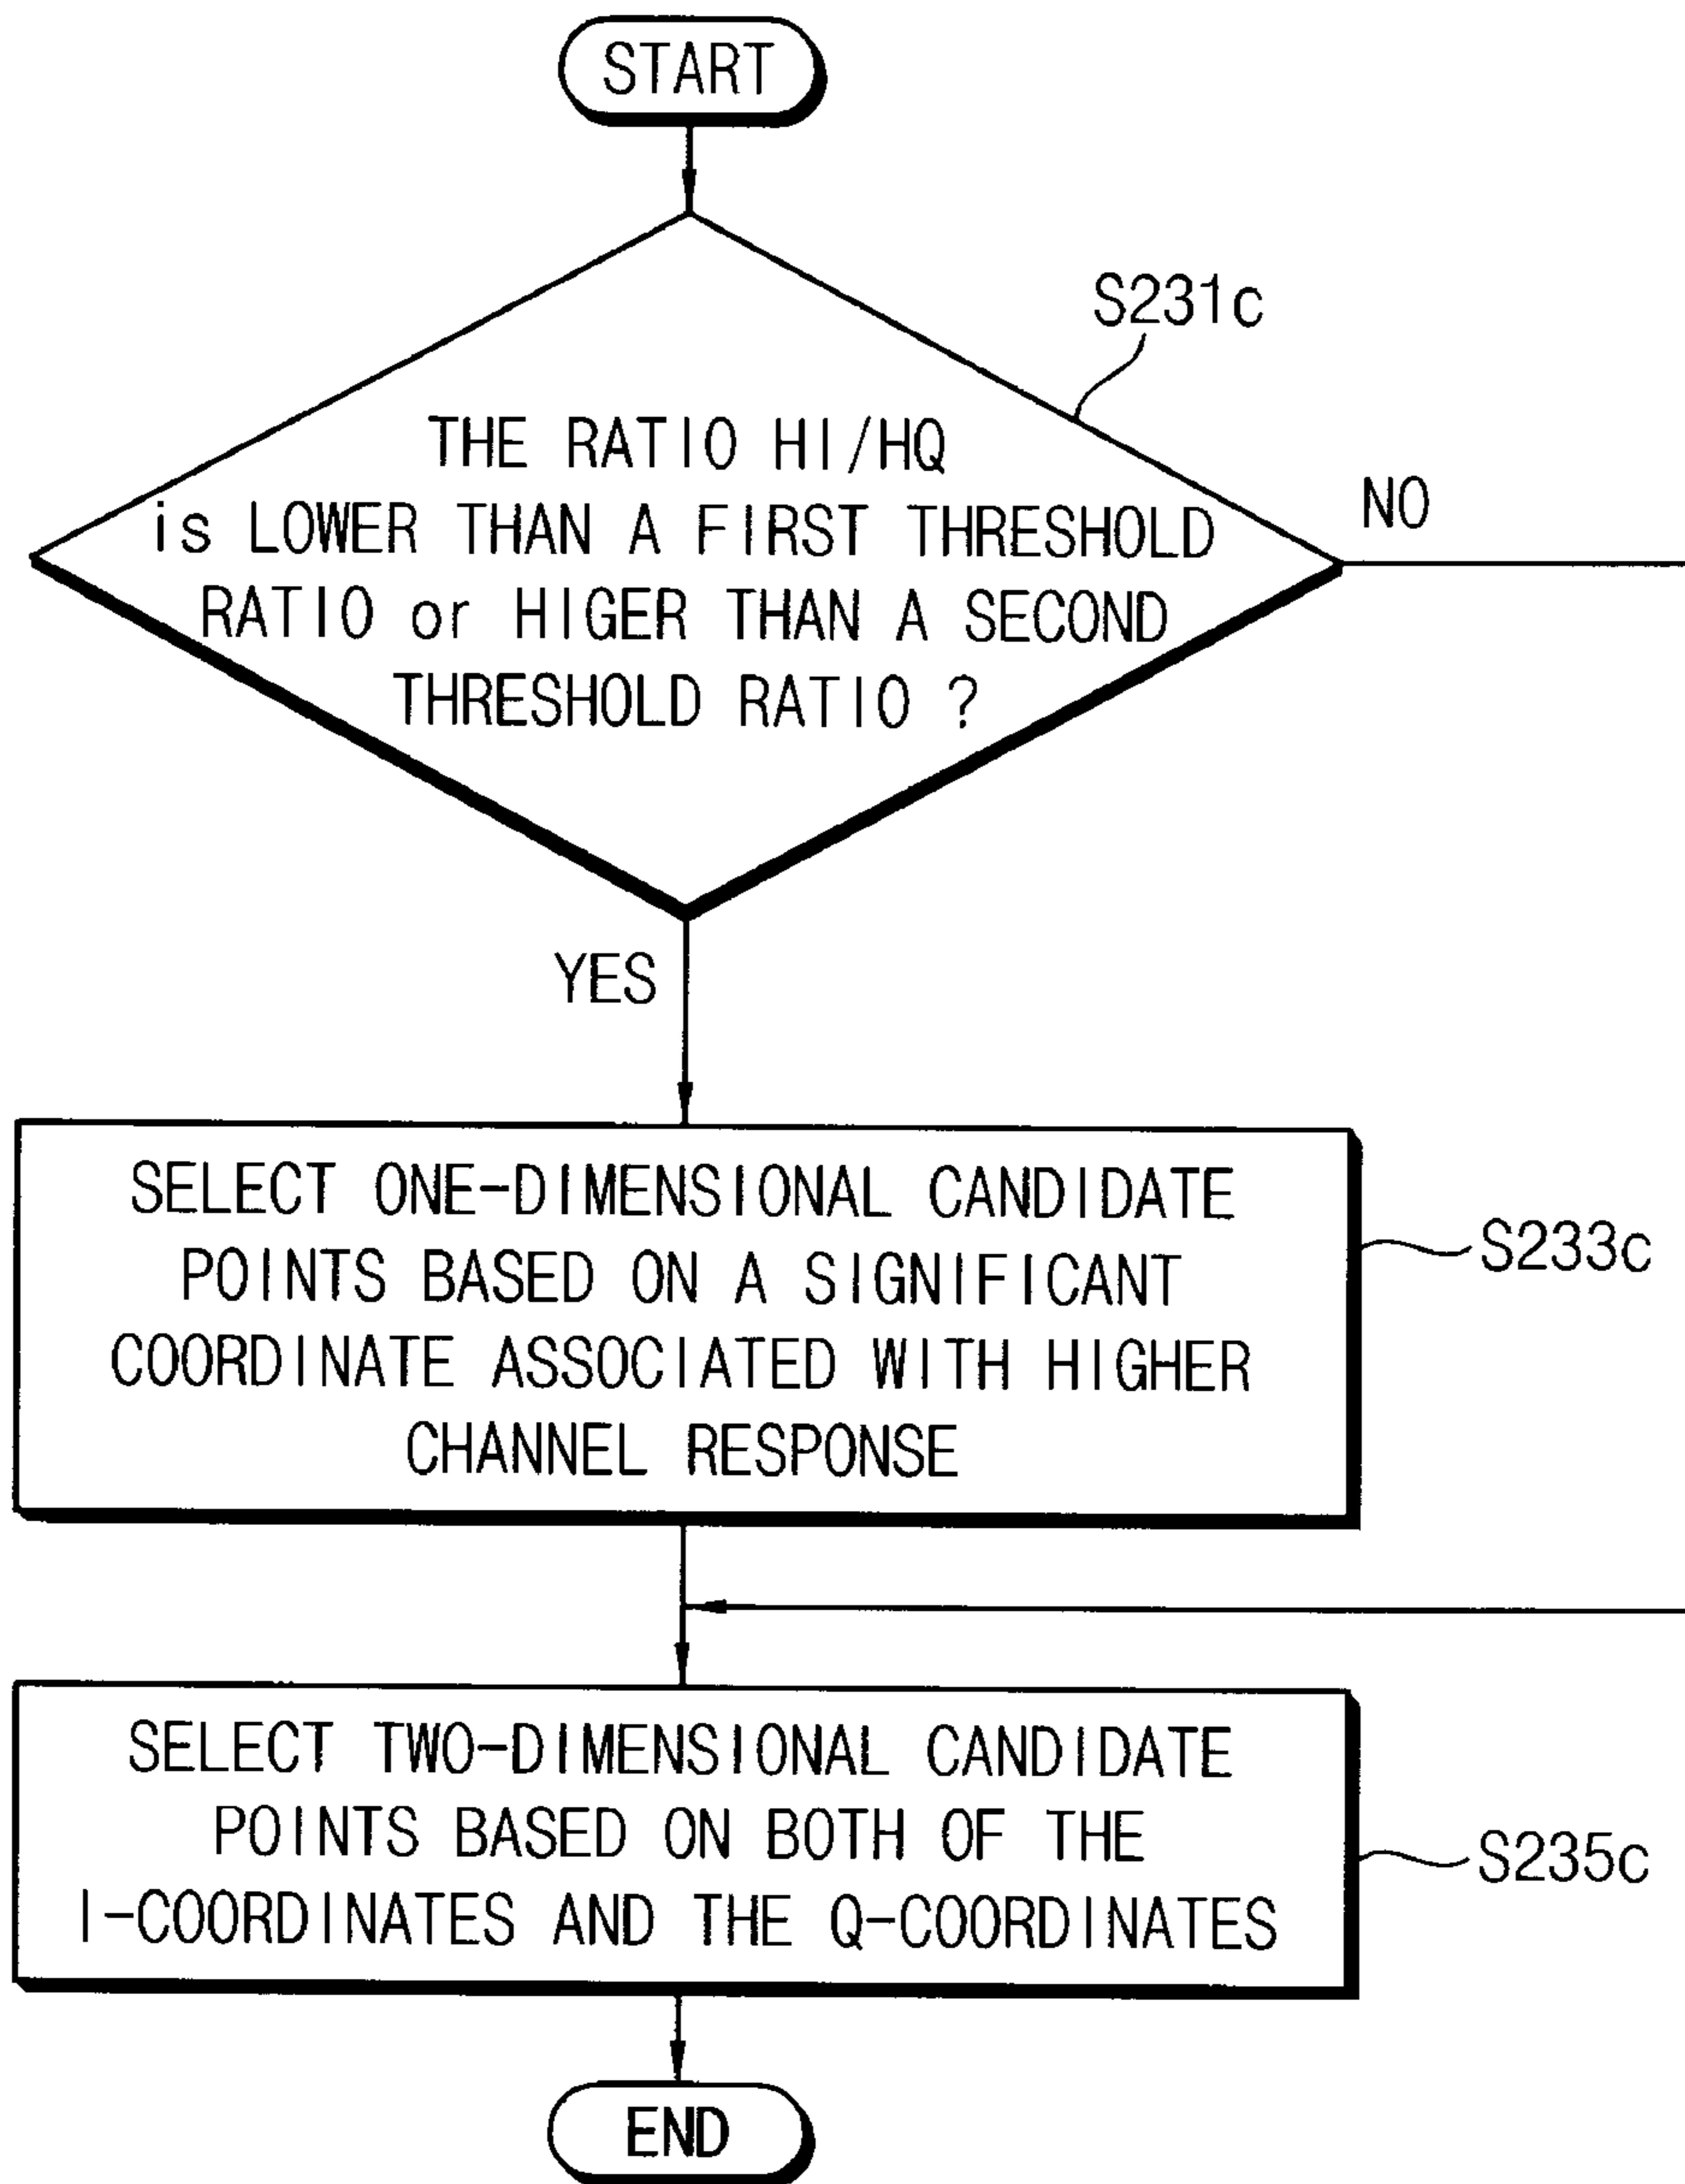 START
S231c
THE RATIO HI/HQ
is LOWER THAN A FIRST THRESHOLD
RATIO or HIGER THAN A SECOND
THRESHOLD RATIO ?
NO
YES
SELECT ONE-DIMENSIONAL CANDIDATE
POINTS BASED ON A SIGNIFICANT
COORDINATE ASSOCIATED WITH HIGHER
CHANNEL RESPONSE
S233c
SELECT TWO-DIMENSIONAL CANDIDATE
POINTS BASED ON BOTH OF THE
I-COORDINATES AND THE Q-COORDINATES
S235c
END